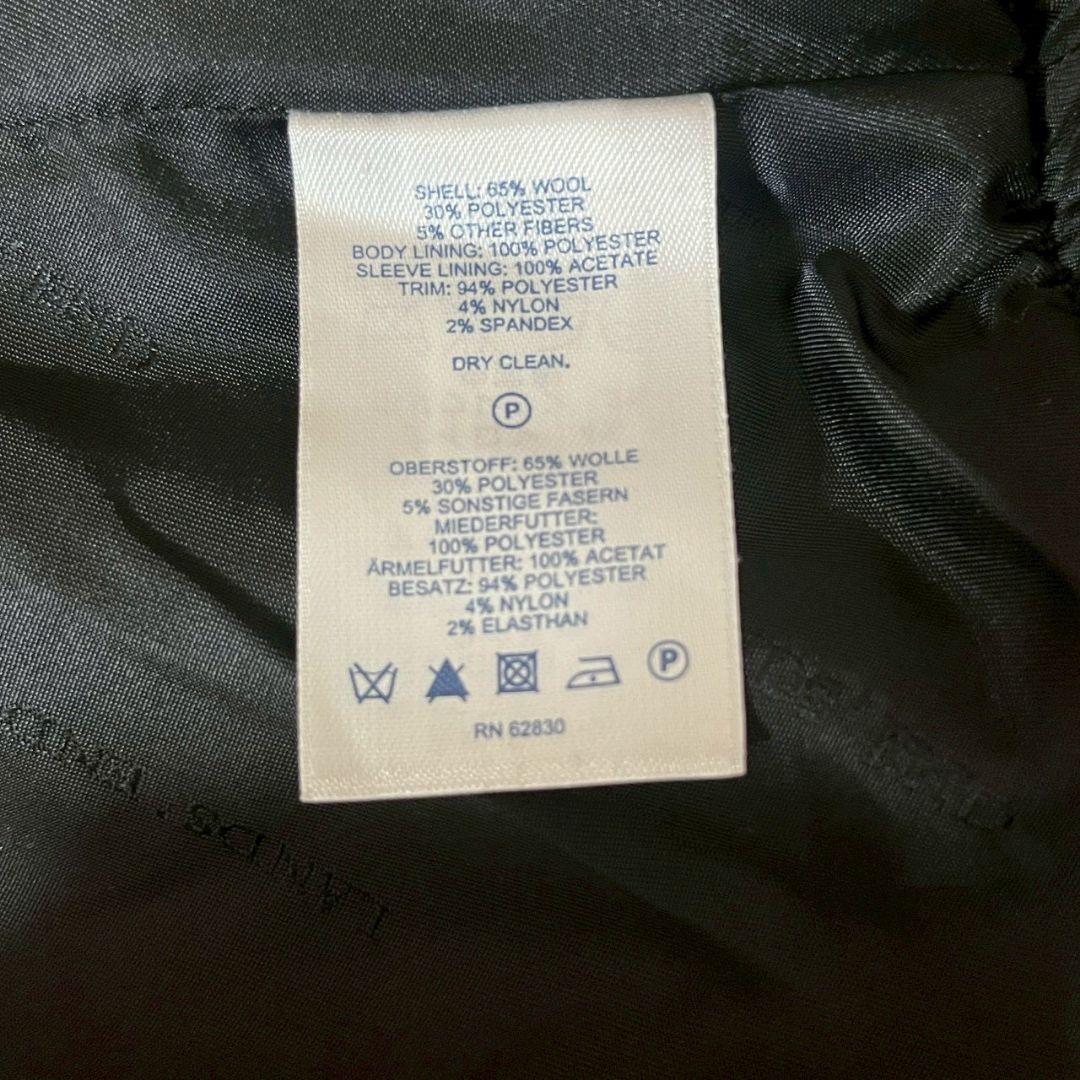 SHELL: 65% WOOL
30% POLYESTER
5% OTHER FIBERS
BODY LINING: 100% POLYESTER
SLEEVE LINING: 100% ACETATE
TRIM: 94% POLYESTER
4% NYLON
2% SPANDEX
DRY CLEAN.
P
OBERSTOFF: 65% WOLLE
30% POLYESTER
5% SONSTIGE FASERN
MIEDERFUTTER:
100% POLYESTER
ÄRMELFUTTER: 100% ACETAT
BESATZ: 94% POLYESTER
4% NYLON
2% ELASTHAN
P
RN 62830
LANDS'